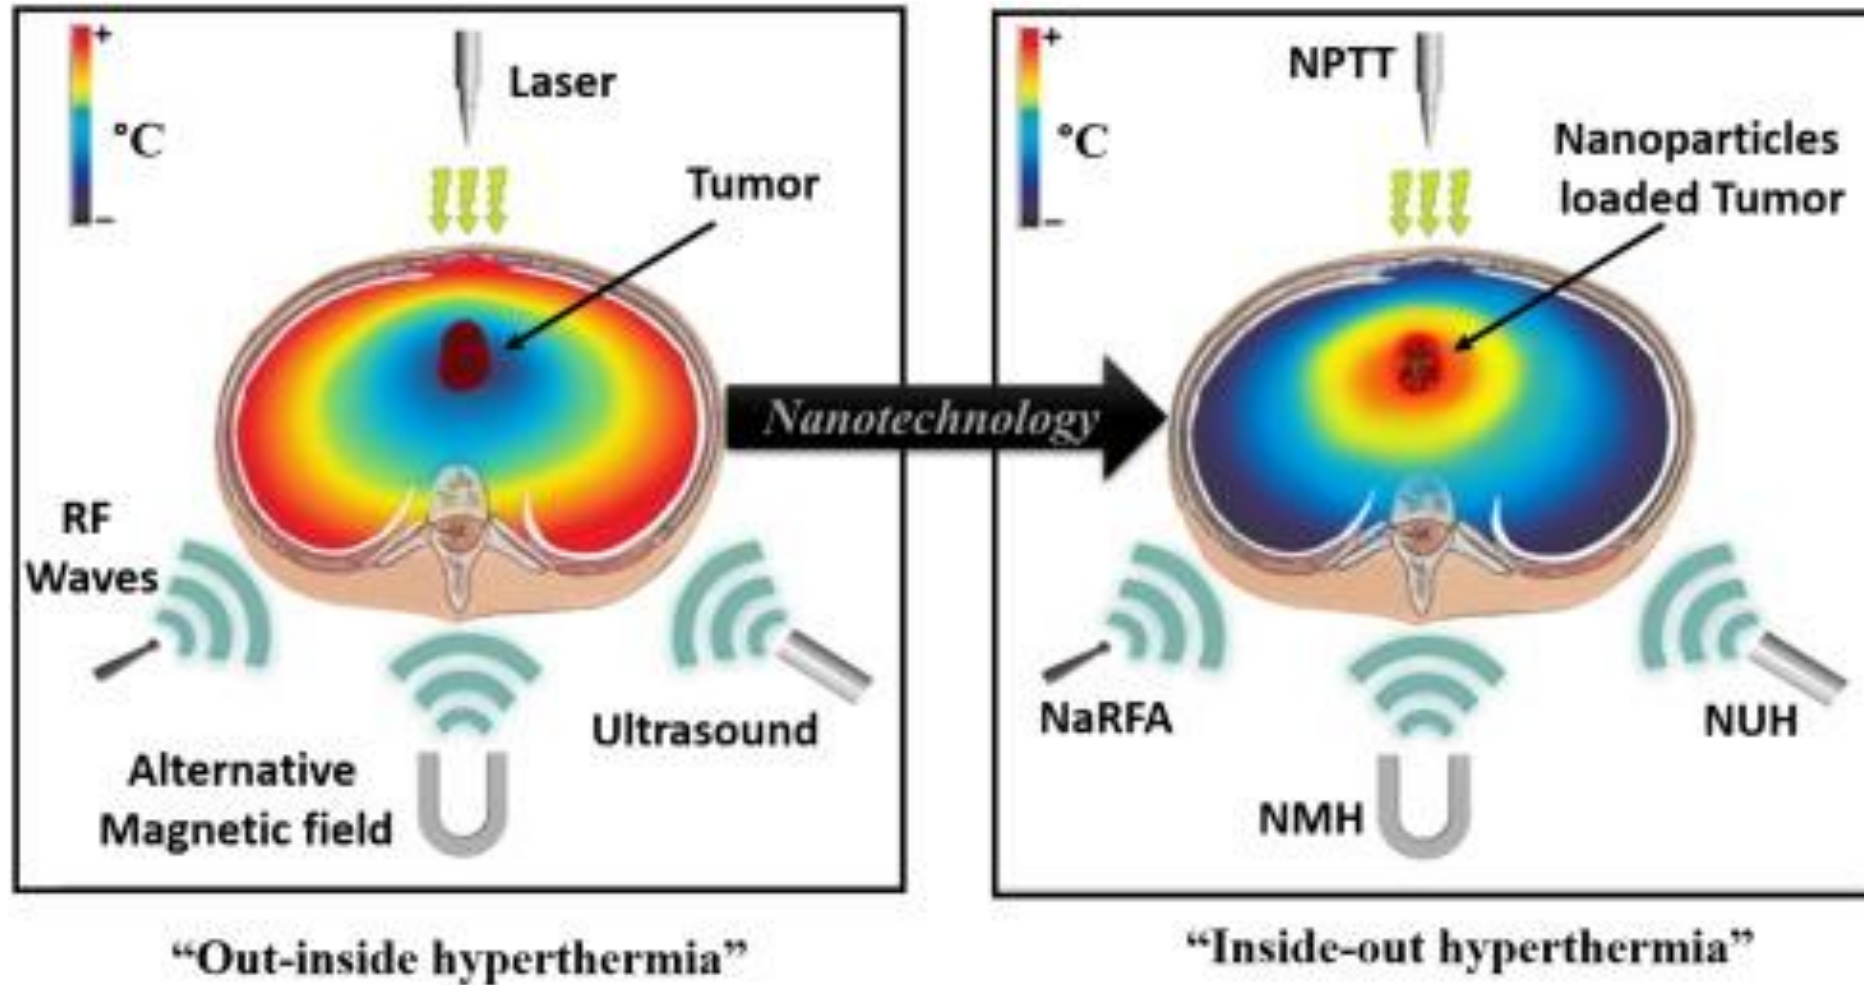 +
°C
−
Laser
Tumor
RF
Waves
Alternative
Magnetic field
Ultrasound
“Out-inside hyperthermia”
Nanotechnology
+
°C
−
NPTT
Nanoparticles
loaded Tumor
NaRFA
NMH
NUH
“Inside-out hyperthermia”